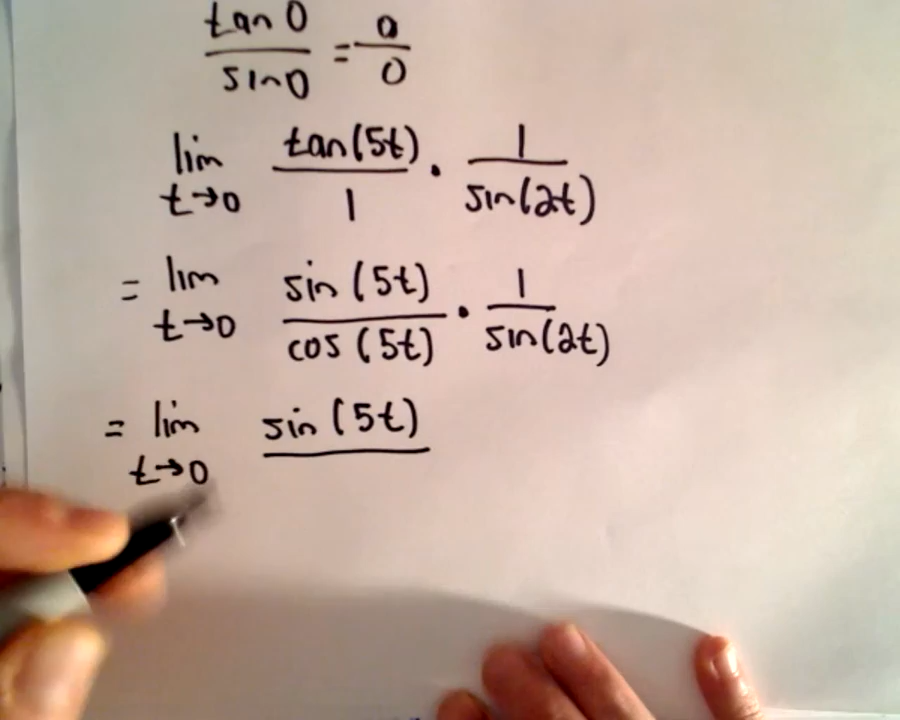 tan 0 / sin 0 = 0 / 0
lim t→0 tan(5t) / 1 · 1 / sin(2t)
= lim t→0 sin(5t) / cos(5t) · 1 / sin(2t)
= lim t→0 sin(5t)